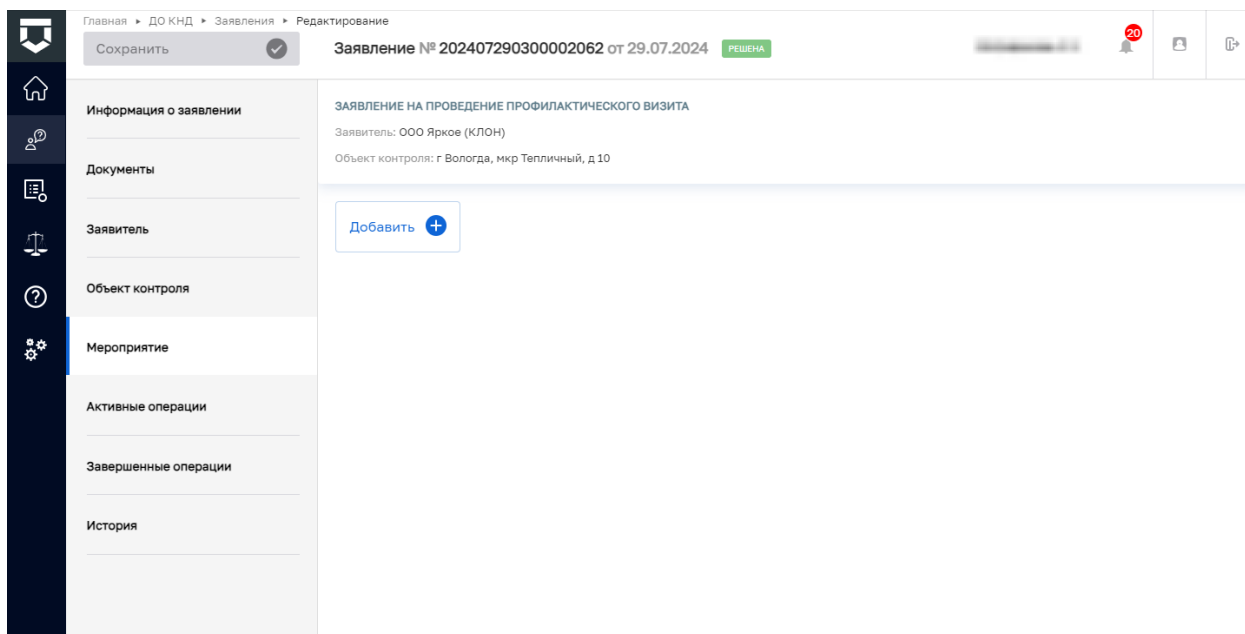 Главная ▸ ДО КНД ▸ Заявления ▸ Редактирование
Сохранить
Заявление № 202407290300002062 от 29.07.2024 РЕШЕНА
20
Информация о заявлении
Документы
Заявитель
Объект контроля
Мероприятие
Активные операции
Завершенные операции
История
ЗАЯВЛЕНИЕ НА ПРОВЕДЕНИЕ ПРОФИЛАКТИЧЕСКОГО ВИЗИТА
Заявитель: ООО Яркое (КЛОН)
Объект контроля: г Вологда, мкр Тепличный, д 10
Добавить